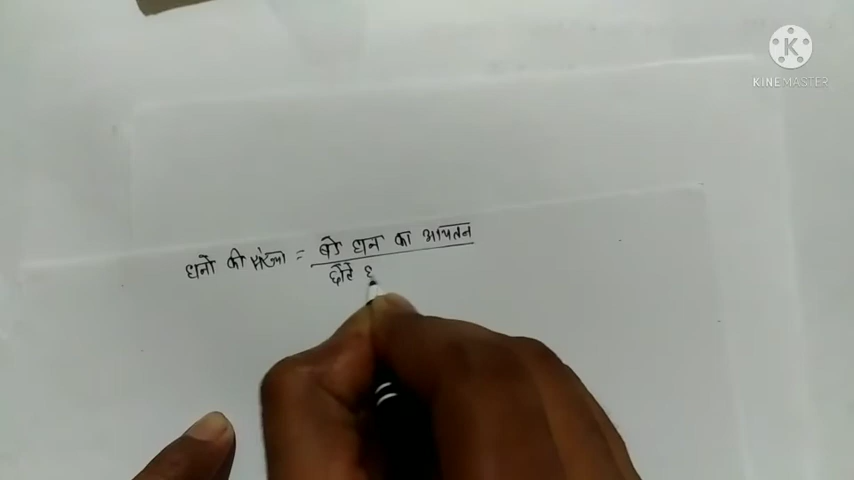 KINEMASTER
घनो की संख्या = बडे घन का आयतन
छोटे घ